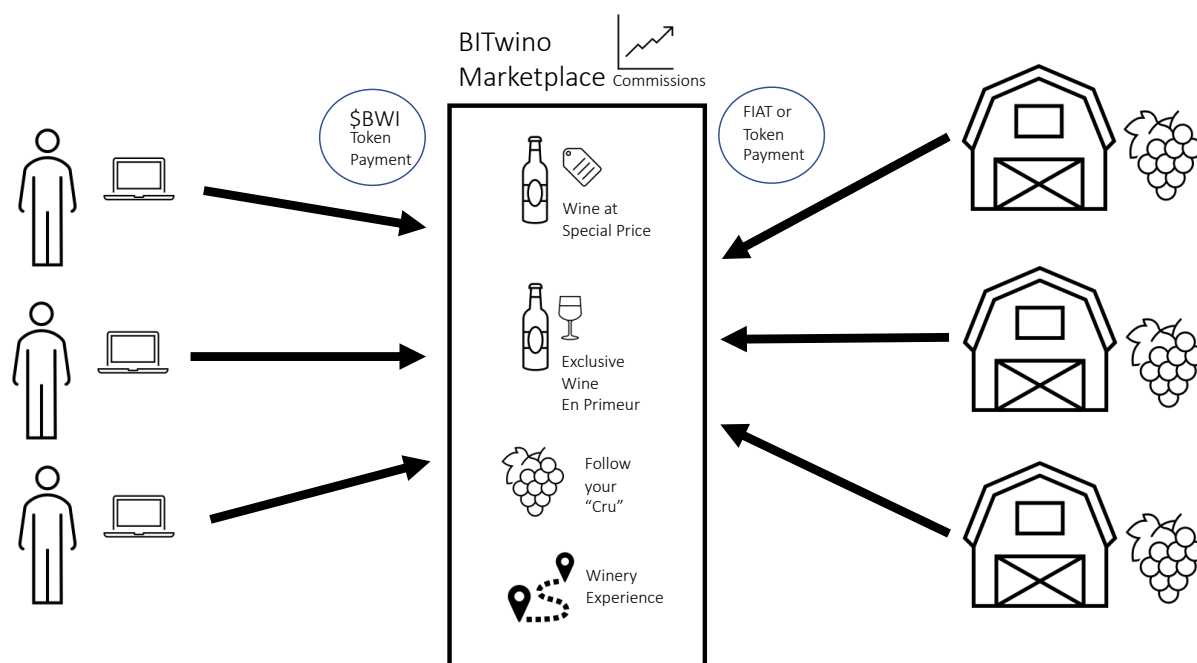 BITwino
Marketplace
Commissions
$BWI
Token
Payment
FIAT or
Token
Payment
Wine at
Special Price
Exclusive
Wine
En Primeur
Follow
your
“Cru”
Winery
Experience